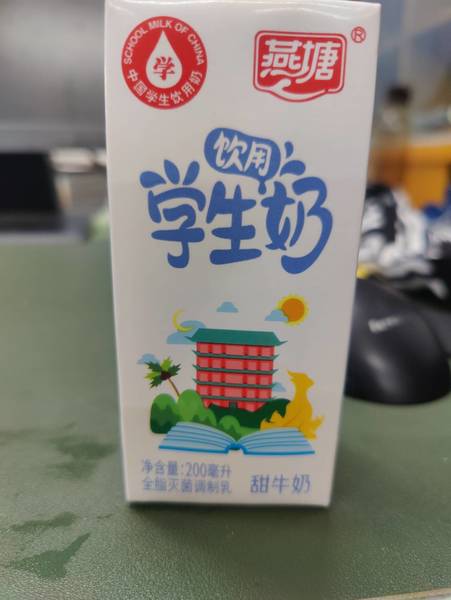 SCHOOL MILK OF CHINA
学
中国学生饮用奶
燕塘®
饮用
学生奶
净含量:200毫升
全脂灭菌调制乳
甜牛奶